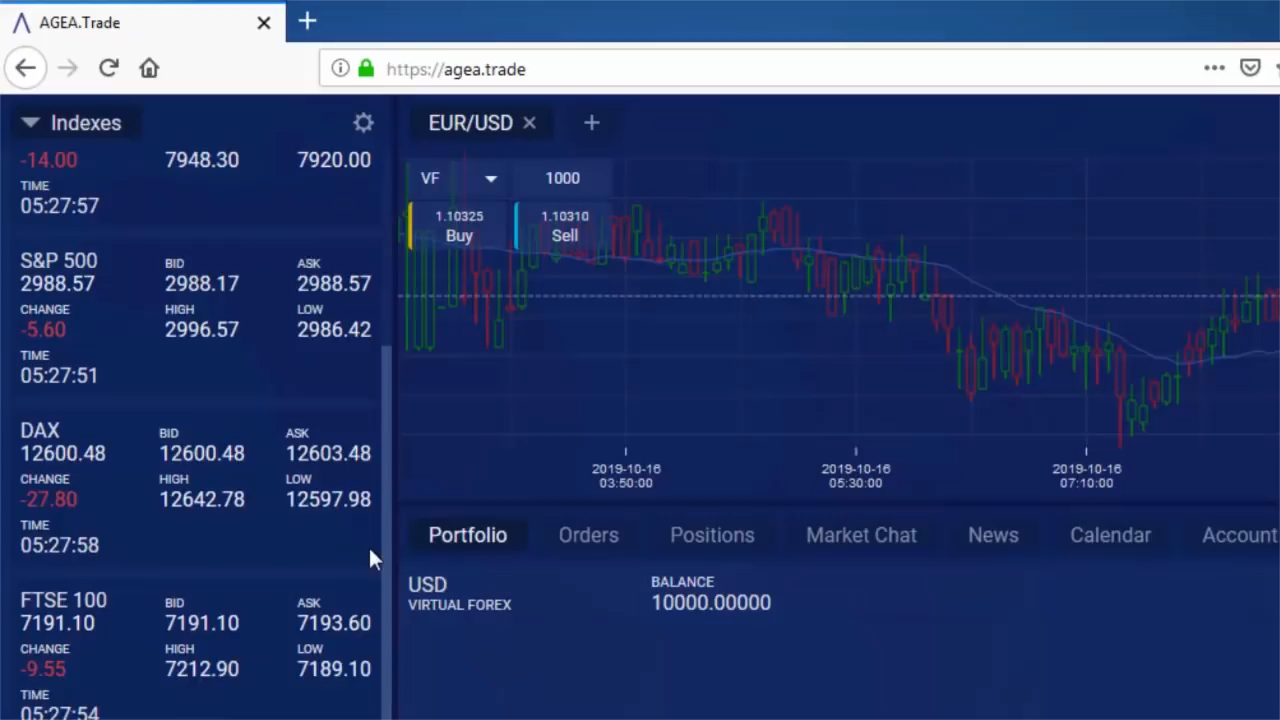 AGEA.Trade
https://agea.trade
Indexes
-14.00 7948.30 7920.00
TIME
05:27:57
S&P 500 BID ASK
2988.57 2988.17 2988.57
CHANGE HIGH LOW
-5.60 2996.57 2986.42
TIME
05:27:51
DAX BID ASK
12600.48 12600.48 12603.48
CHANGE HIGH LOW
-27.80 12642.78 12597.98
TIME
05:27:58
FTSE 100 BID ASK
7191.10 7191.10 7193.60
CHANGE HIGH LOW
-9.55 7212.90 7189.10
TIME
05:27:54
EUR/USD
VF 1000
1.10325 1.10310
Buy Sell
2019-10-16 2019-10-16 2019-10-16
03:50:00 05:30:00 07:10:00
Portfolio Orders Positions Market Chat News Calendar Account
USD BALANCE
VIRTUAL FOREX 10000.00000